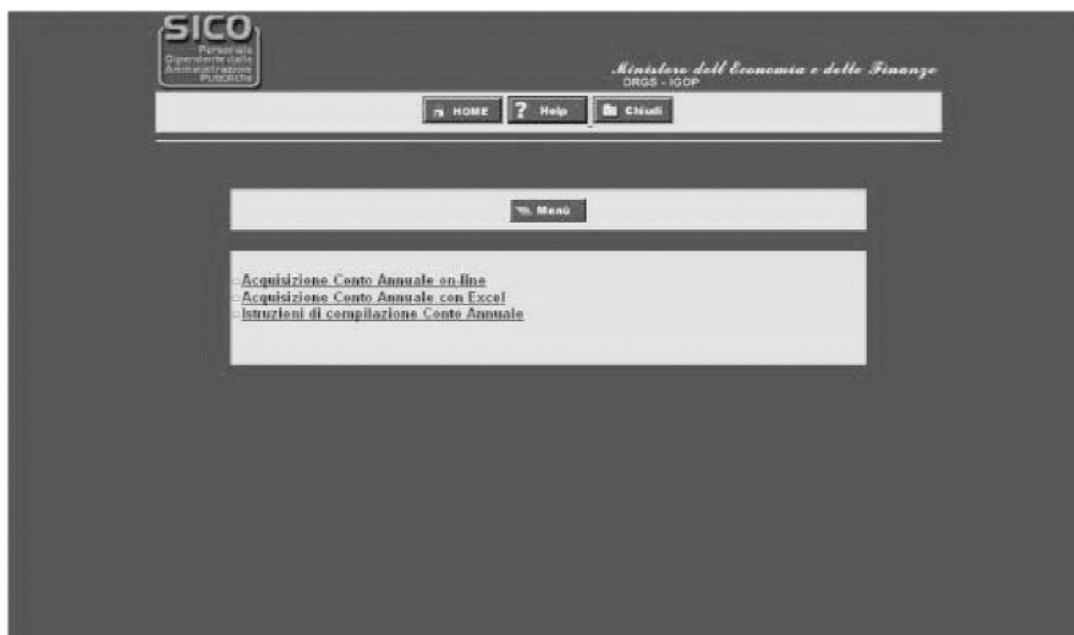 SICO
Personale
Dipendente dalle
Amministrazioni
Pubbliche
Ministero dell'Economia e delle Finanze
DRGS - IGOP
HOME
? Help
Chiudi
Menù
Acquisizione Conto Annuale on-line
Acquisizione Conto Annuale con Excel
Istruzioni di compilazione Conto Annuale